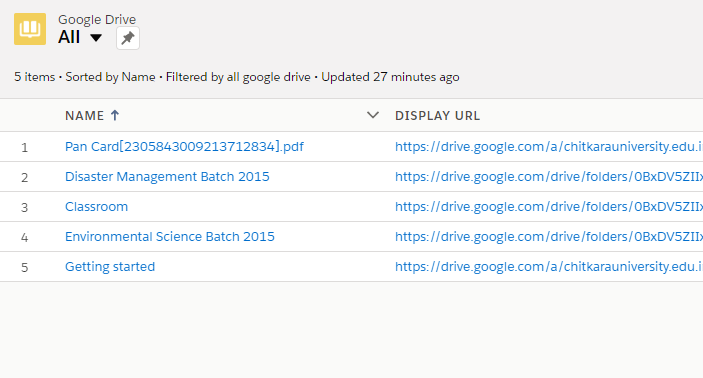 Google Drive
All
5 items • Sorted by Name • Filtered by all google drive • Updated 27 minutes ago
NAME DISPLAY URL
1 Pan Card[2305843009213712834].pdf https://drive.google.com/a/chitkarauniversity.edu.i
2 Disaster Management Batch 2015 https://drive.google.com/drive/folders/0BxDV5ZIIx
3 Classroom https://drive.google.com/drive/folders/0BxDV5ZIIx
4 Environmental Science Batch 2015 https://drive.google.com/drive/folders/0BxDV5ZIIx
5 Getting started https://drive.google.com/a/chitkarauniversity.edu.i